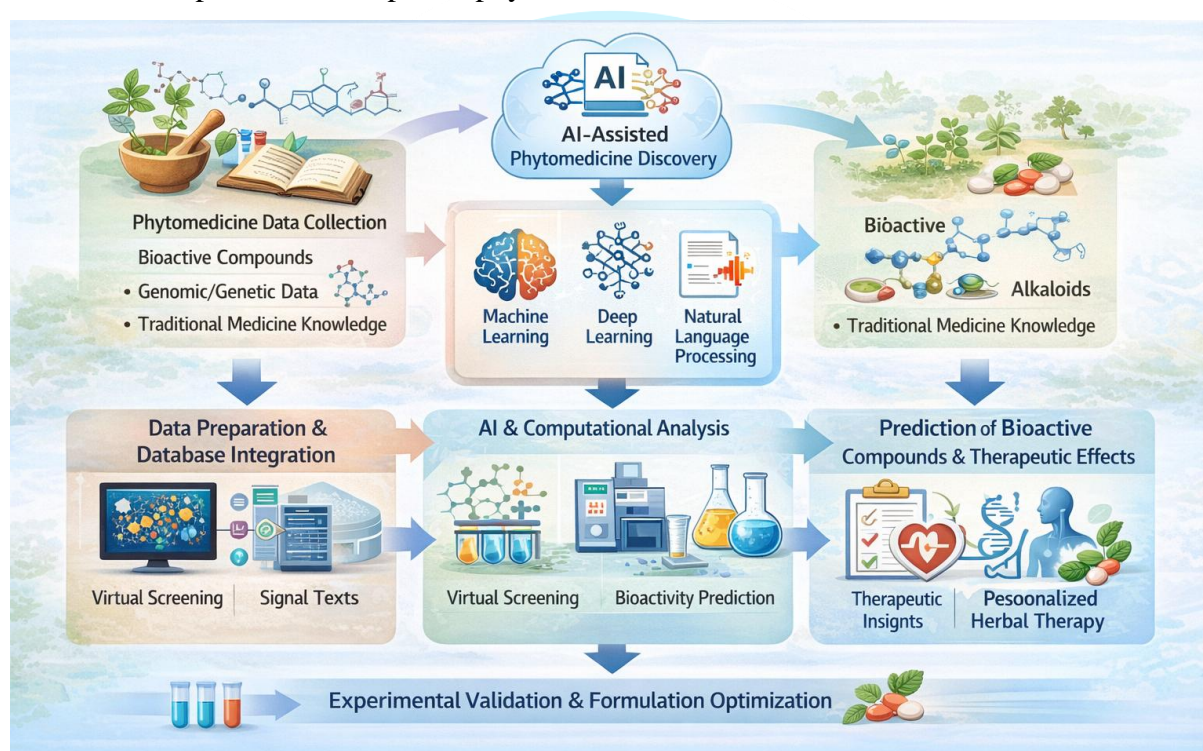 AI
AI-Assisted
Phytomedicine Discovery
Phytomedicine Data Collection
Bioactive Compounds
• Genomic/Genetic Data
• Traditional Medicine Knowledge
Machine
Learning
Deep
Learning
Natural
Language
Processing
Bioactive
Alkaloids
• Traditional Medicine Knowledge
Data Preparation &
Database Integration
Virtual Screening
Signal Texts
AI & Computational Analysis
Virtual Screening
Bioactivity Prediction
Prediction of Bioactive
Compounds & Therapeutic Effects
Therapeutic
Insignts
Pesoonalized
Herbal Therapy
Experimental Validation & Formulation Optimization